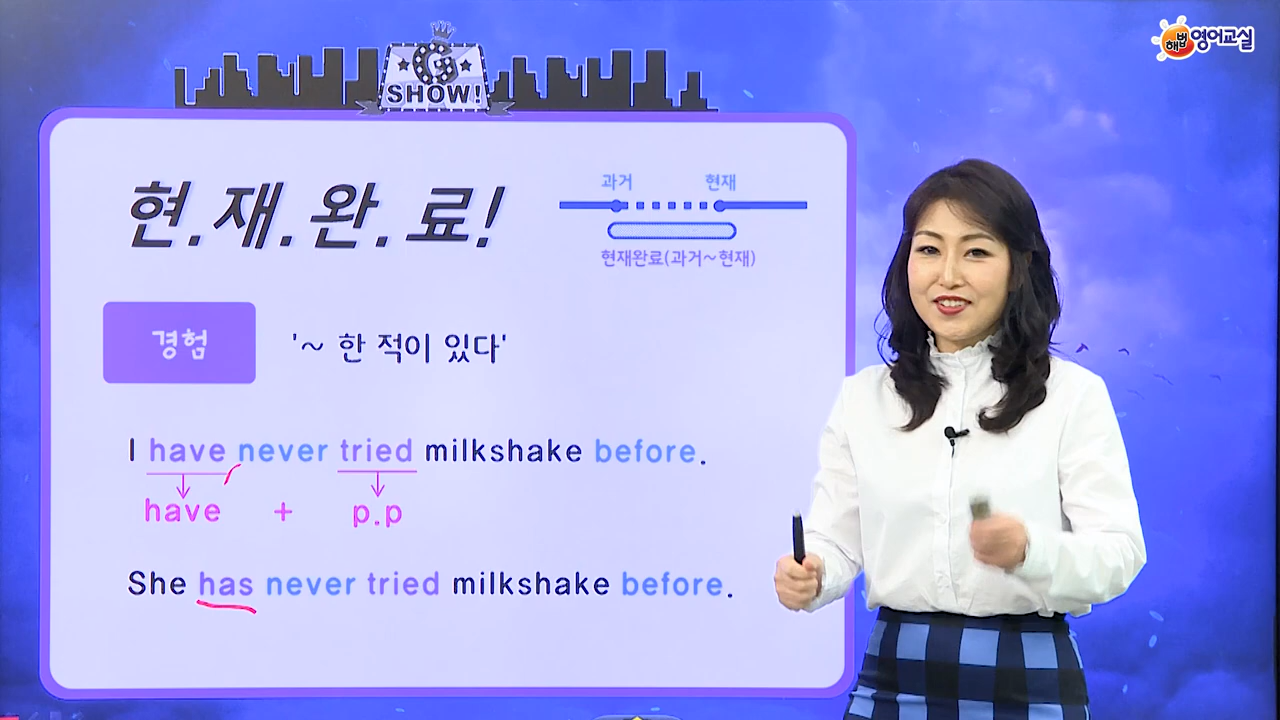 해법영어교실
G
SHOW!
현.재.완.료!
과거 현재
현재완료(과거~현재)
경험 '~ 한 적이 있다'
I have never tried milkshake before.
have + p.p
She has never tried milkshake before.